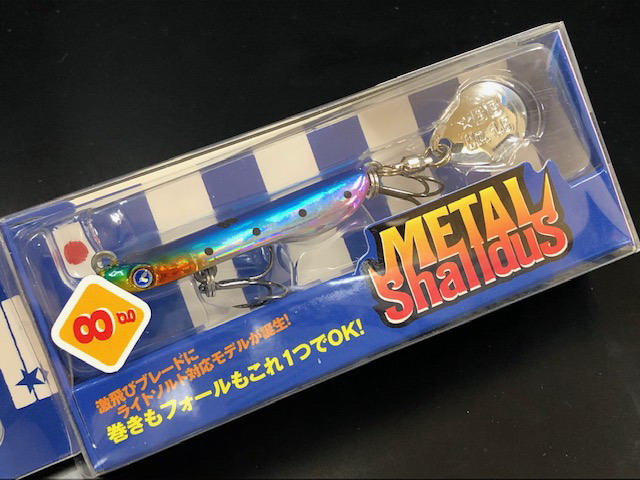 METAL
Shalldus
8g
激飛びブレードに
ライトソルト対応モデルが誕生!
巻きもフォールもこれ1つでOK!